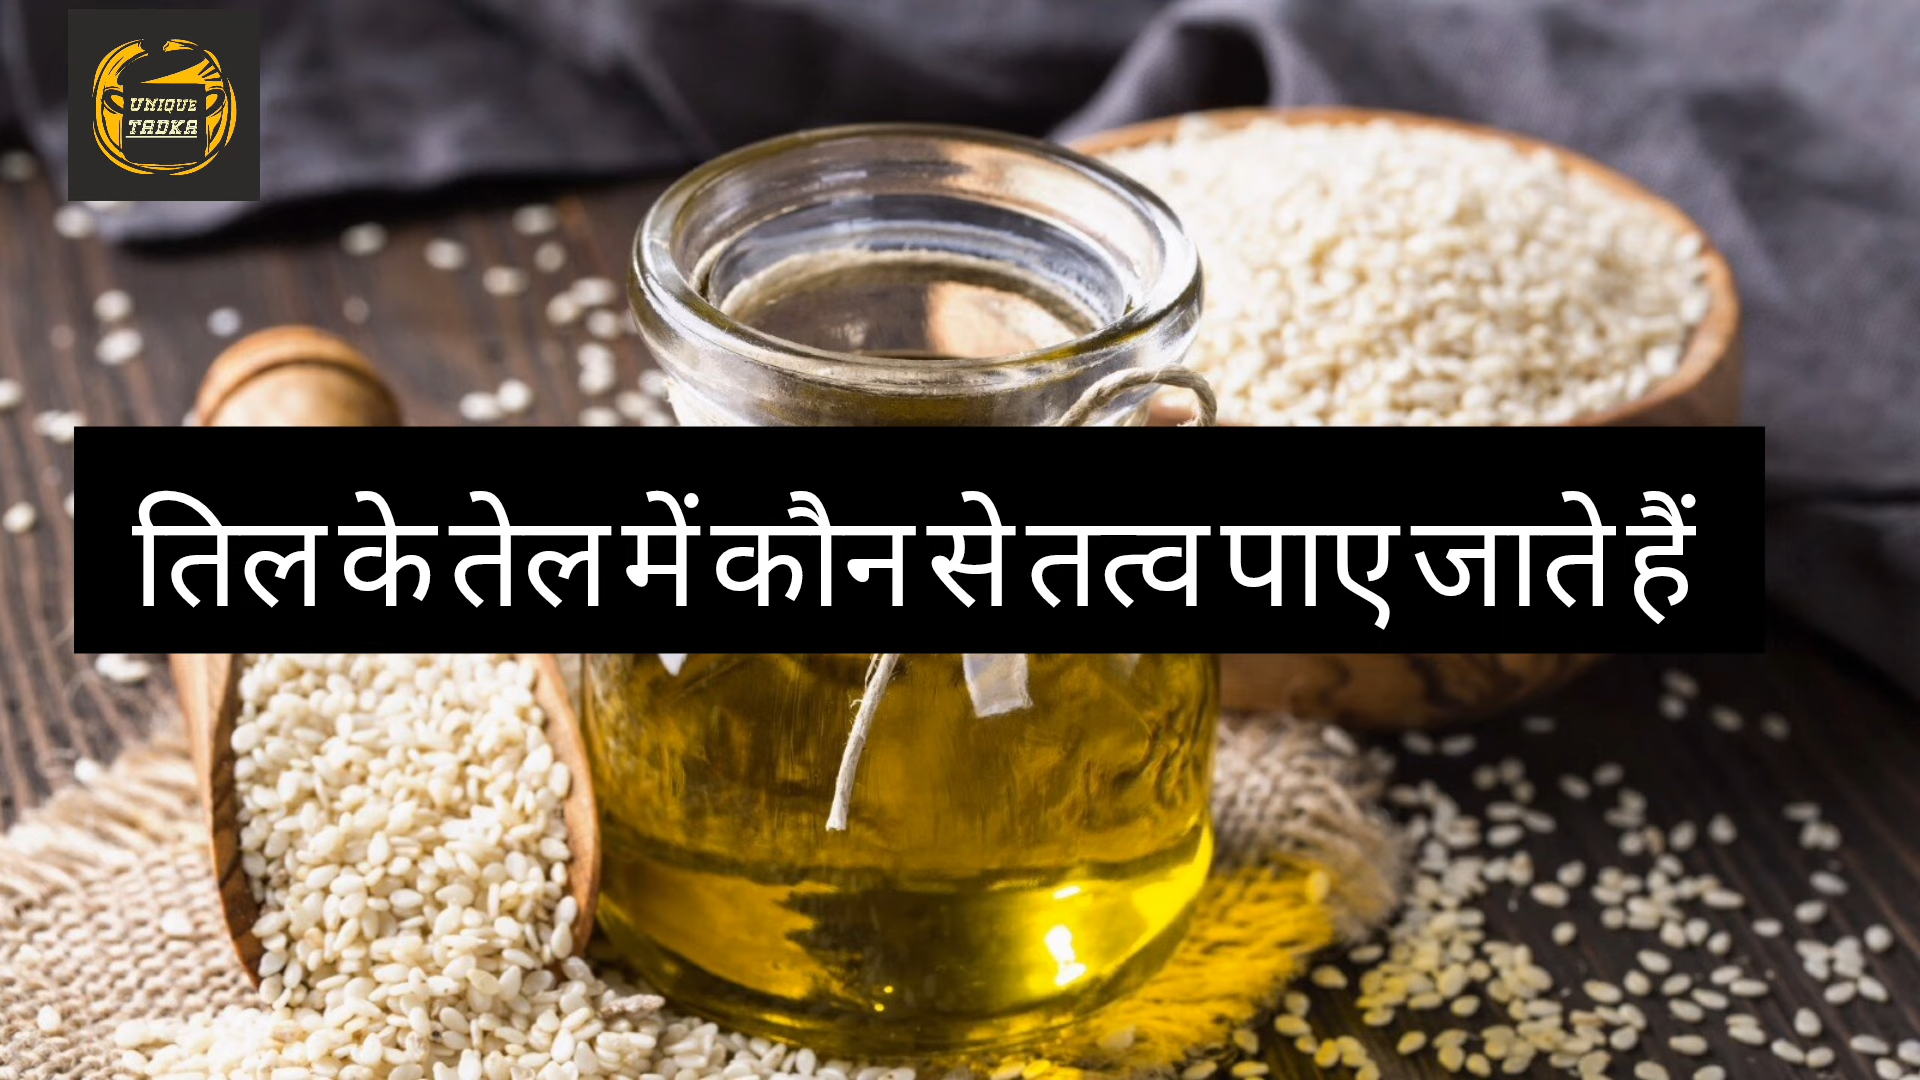 UNIQUE
TADKA
तिल के तेल में कौन से तत्व पाए जाते हैं